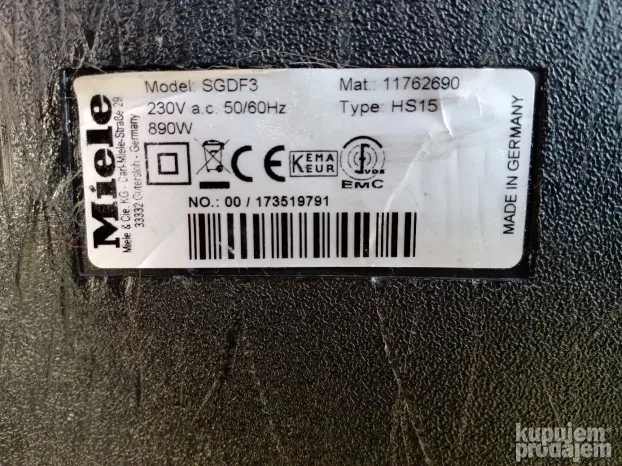 Miele
Miele & Cie. KG - Carl-Miele-Straße 29
33332 Gütersloh - Germany
Model: SGDF3
Mat.: 11762690
230V a.c. 50/60Hz
Type: HS15
890W
CE
KEMA
KEUR
VDE
EMC
NO.: 00 / 173519791
MADE IN GERMANY
kupujem
prodajem